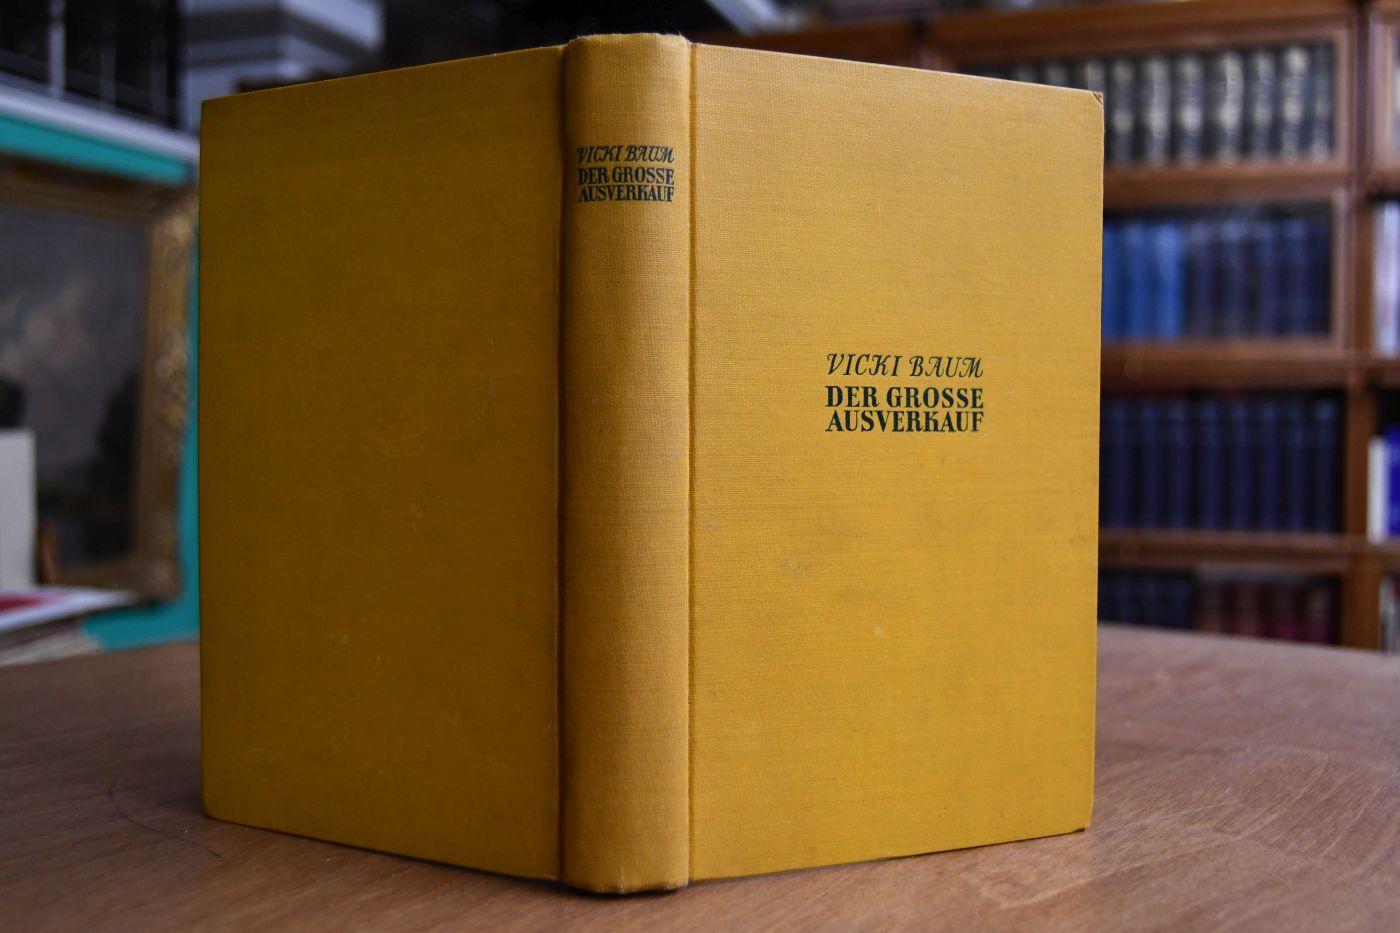 VICKI BAUM
DER GROSSE
AUSVERKAUF
VICKI BAUM
DER GROSSE
AUSVERKAUF